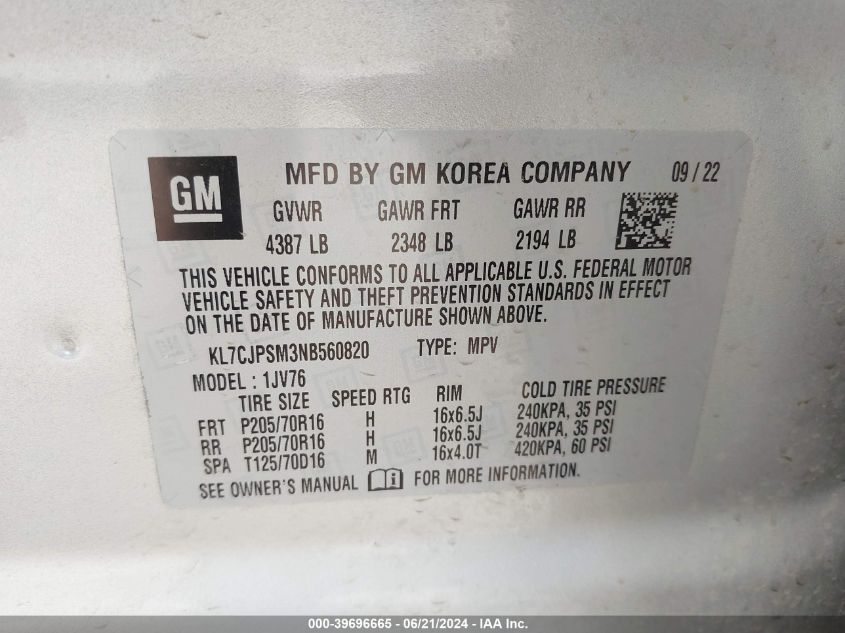 GM
MFD BY GM KOREA COMPANY 09/22
GVWR GAWR FRT GAWR RR
4387 LB 2348 LB 2194 LB
THIS VEHICLE CONFORMS TO ALL APPLICABLE U.S. FEDERAL MOTOR
VEHICLE SAFETY AND THEFT PREVENTION STANDARDS IN EFFECT
ON THE DATE OF MANUFACTURE SHOWN ABOVE.
KL7CJPSM3NB560820 TYPE: MPV
MODEL : 1JV76
TIRE SIZE SPEED RTG RIM COLD TIRE PRESSURE
FRT P205/70R16 H 16x6.5J 240KPA, 35 PSI
RR P205/70R16 H 16x6.5J 240KPA, 35 PSI
SPA T125/70D16 M 16x4.0T 420KPA, 60 PSI
SEE OWNER'S MANUAL FOR MORE INFORMATION.
000-39696665 - 06/21/2024 - IAA Inc.